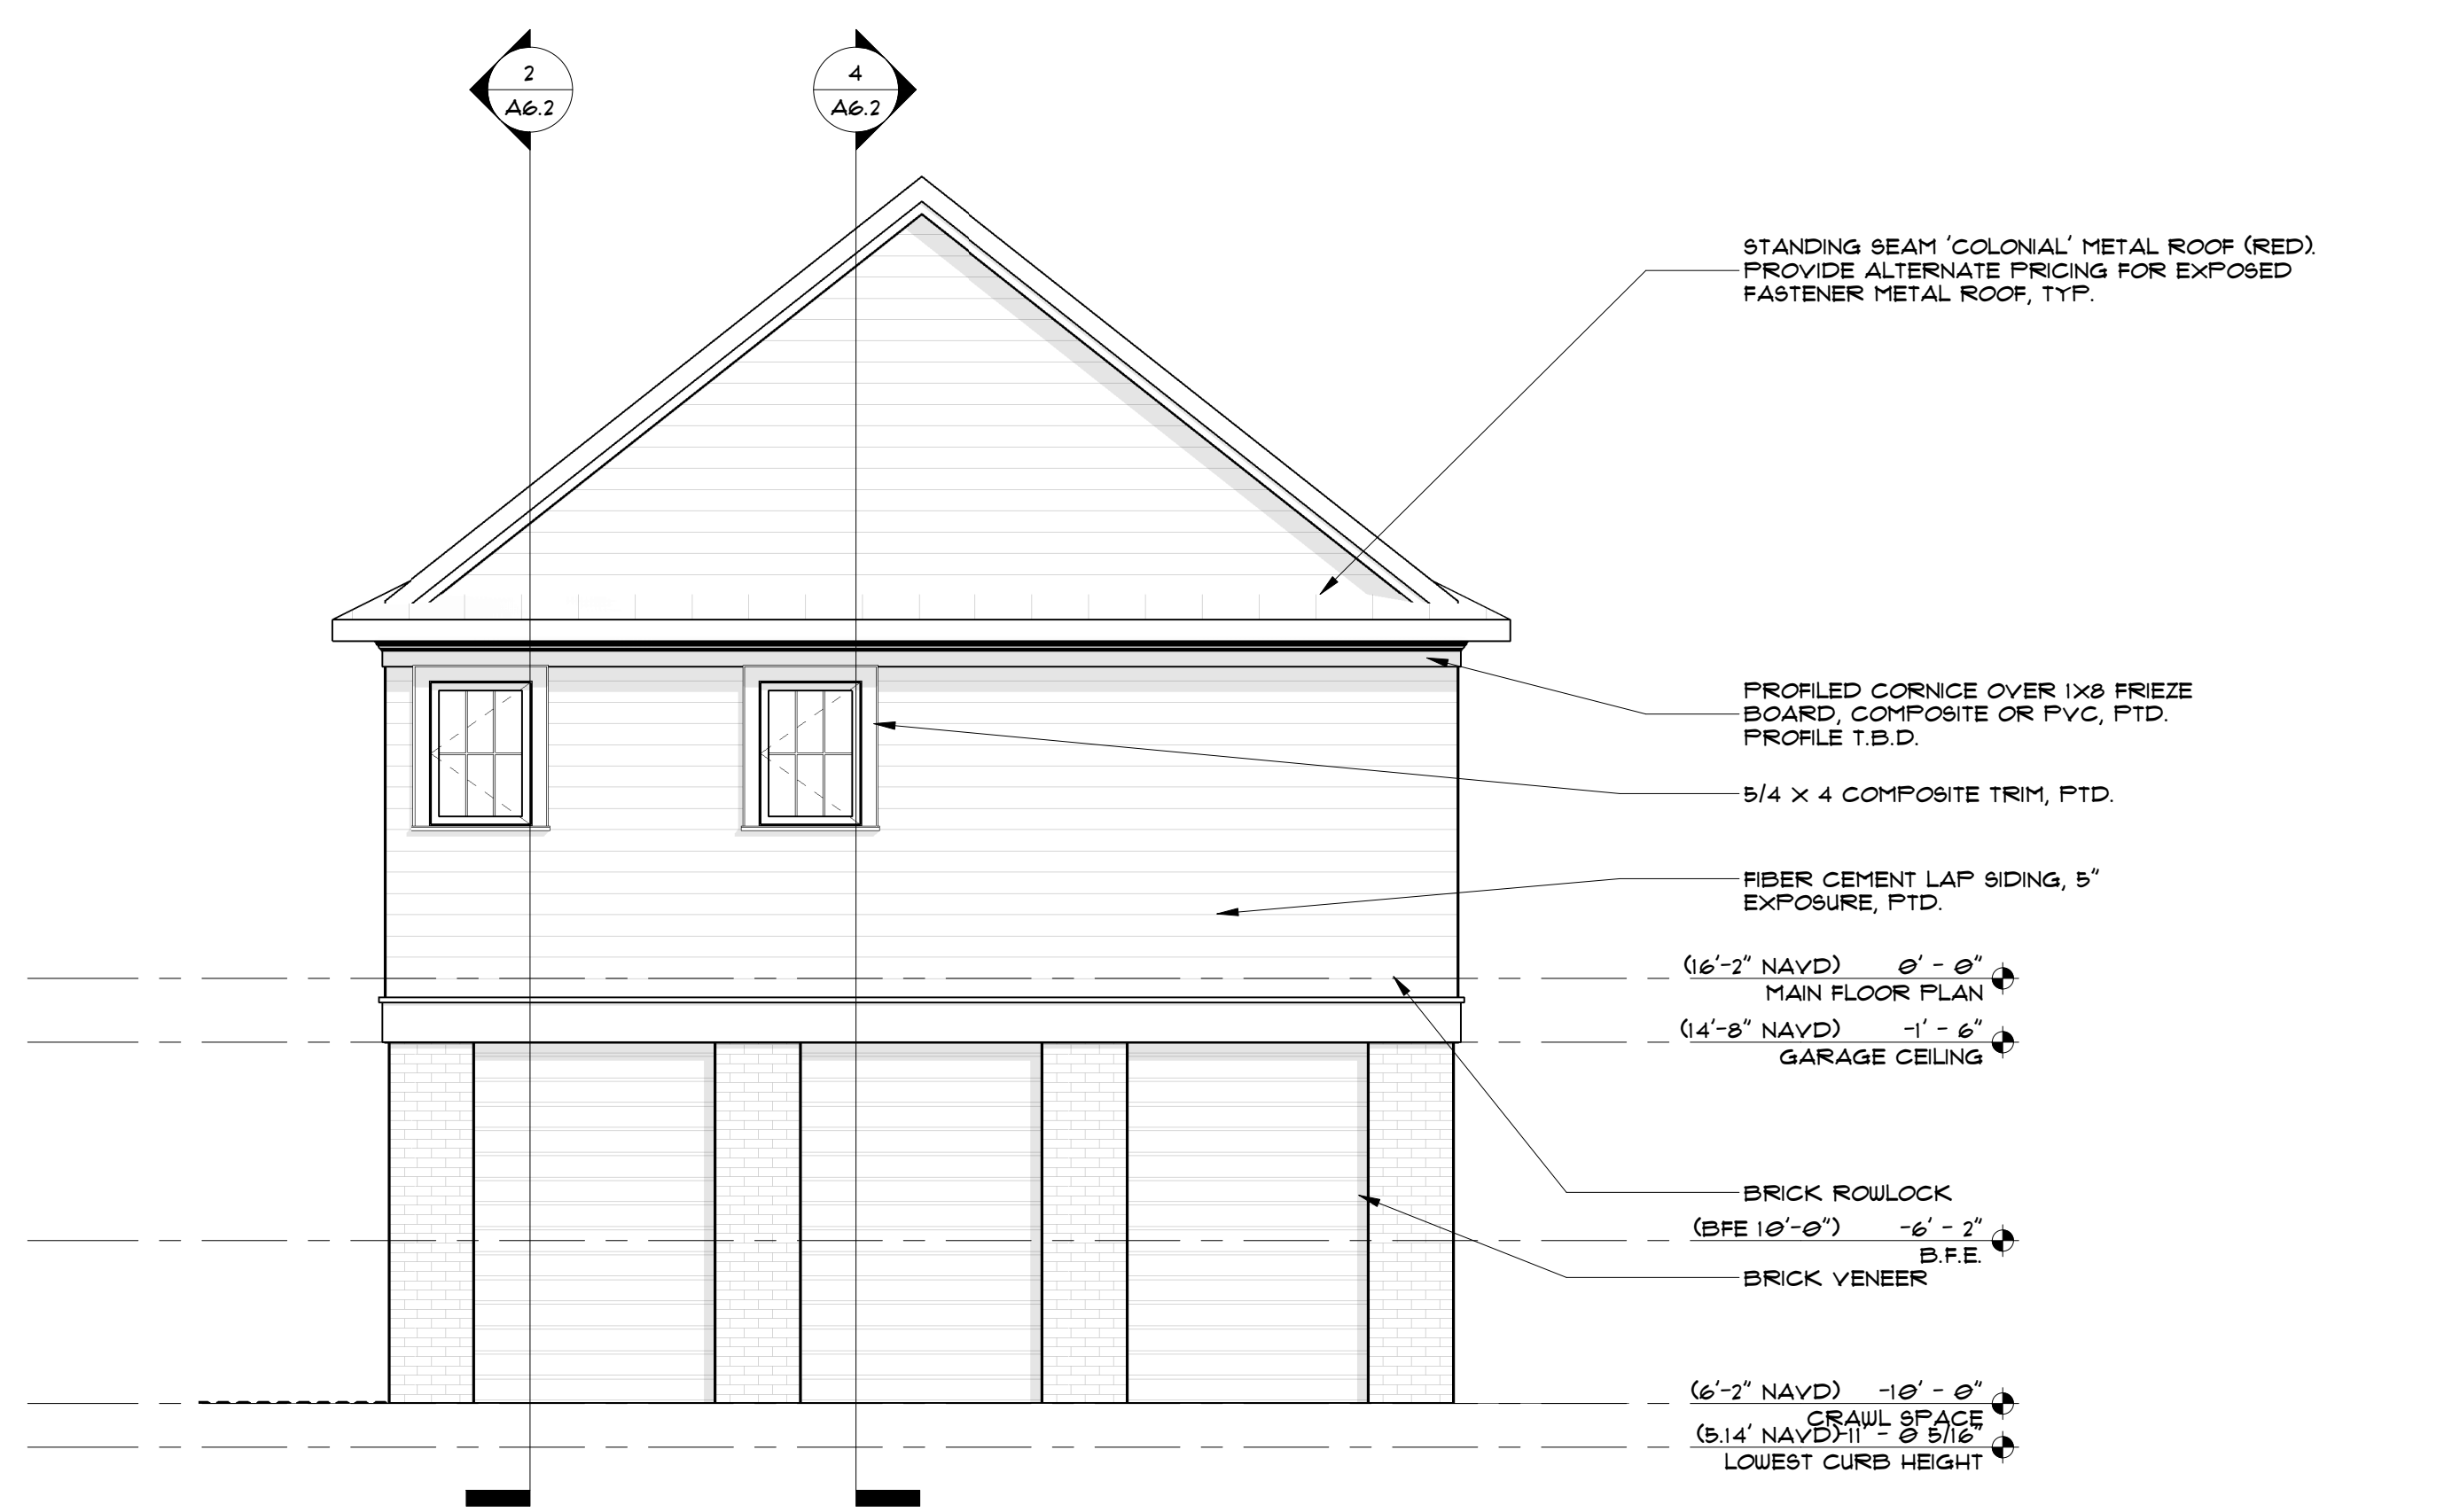 2
A6.2
4
A6.2
STANDING SEAM 'COLONIAL' METAL ROOF (RED).
PROVIDE ALTERNATE PRICING FOR EXPOSED
FASTENER METAL ROOF, TYP.
PROFILED CORNICE OVER 1X8 FRIEZE
BOARD, COMPOSITE OR PVC, PTD.
PROFILE T.B.D.
5/4 X 4 COMPOSITE TRIM, PTD.
FIBER CEMENT LAP SIDING, 5"
EXPOSURE, PTD.
(16'-2" NAVD) 0' - 0"
MAIN FLOOR PLAN
(14'-8" NAVD) -1' - 6"
GARAGE CEILING
BRICK ROWLOCK
(BFE 10'-0") -6' - 2"
B.F.E.
BRICK VENEER
(6'-2" NAVD) -10' - 0"
CRAWL SPACE
(5.14' NAVD) -11' - 0 5/16"
LOWEST CURB HEIGHT